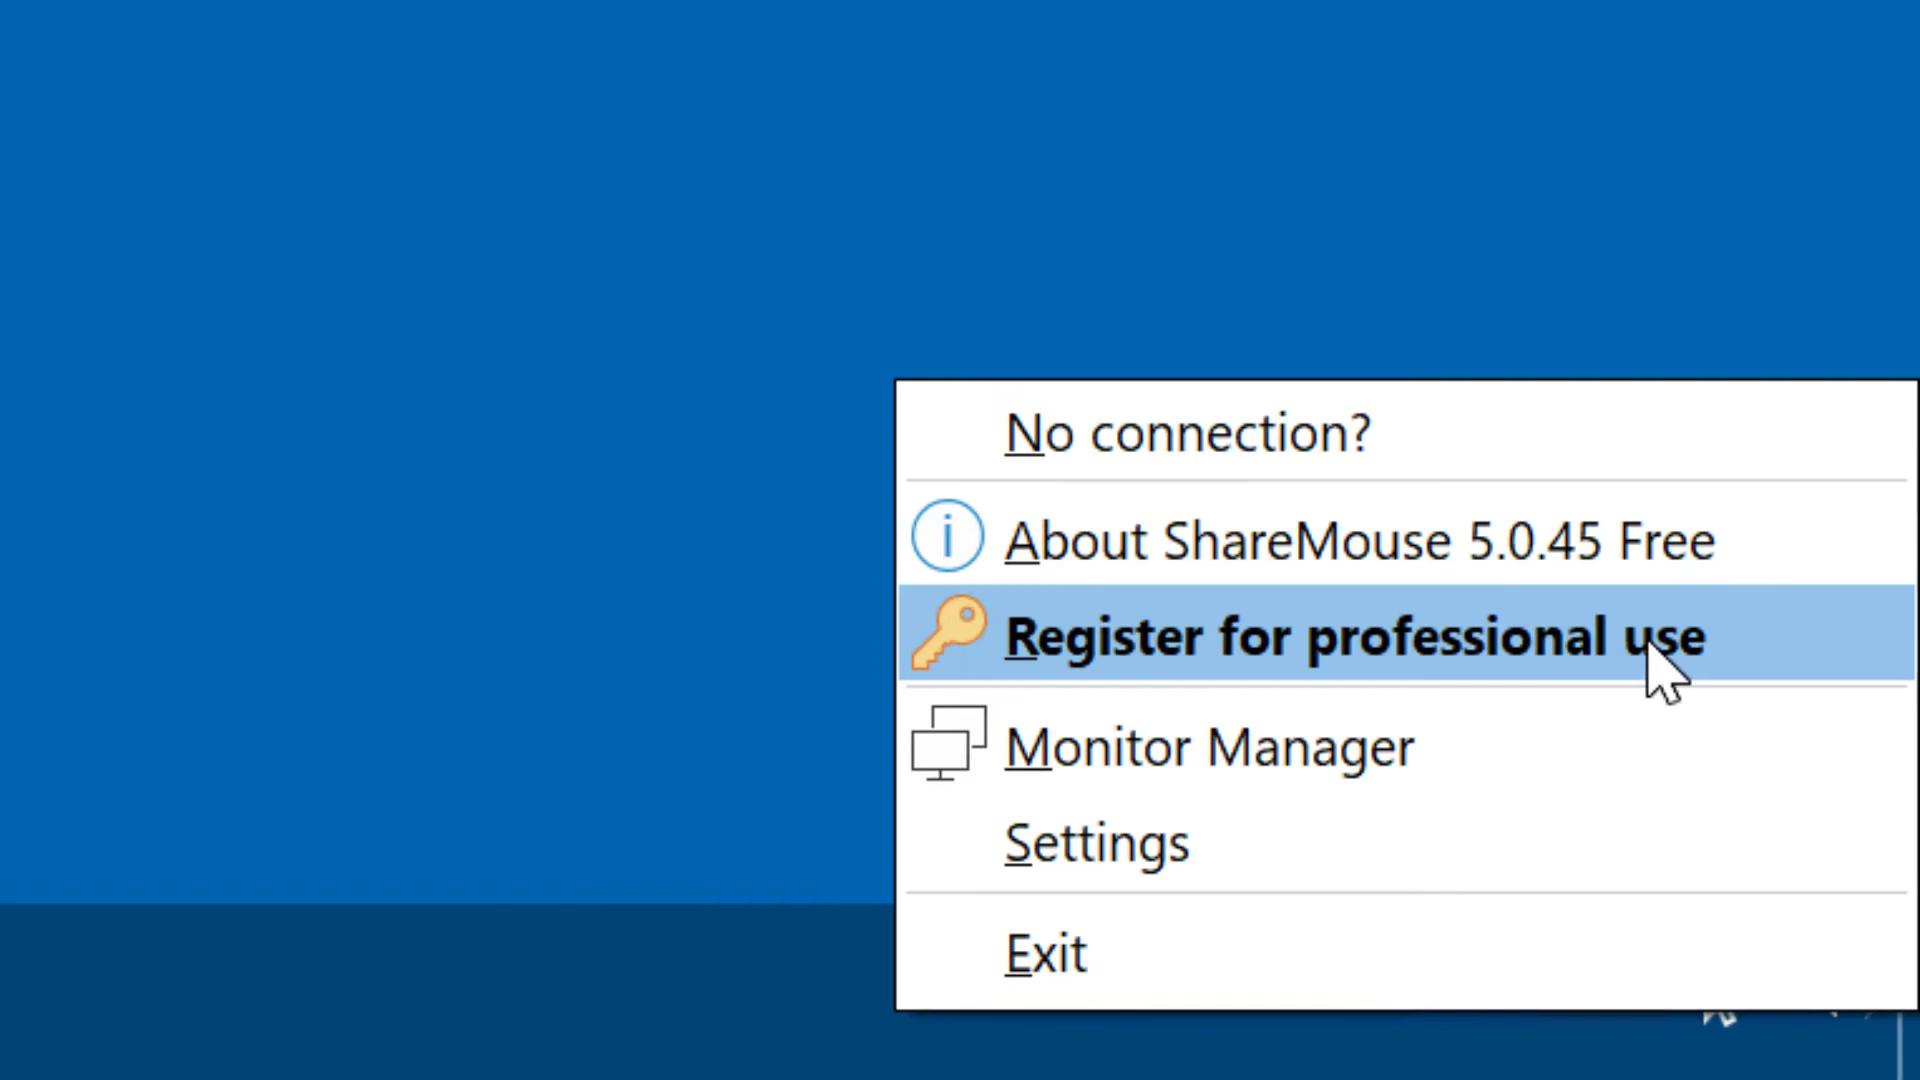 No connection?
About ShareMouse 5.0.45 Free
Register for professional use
Monitor Manager
Settings
Exit